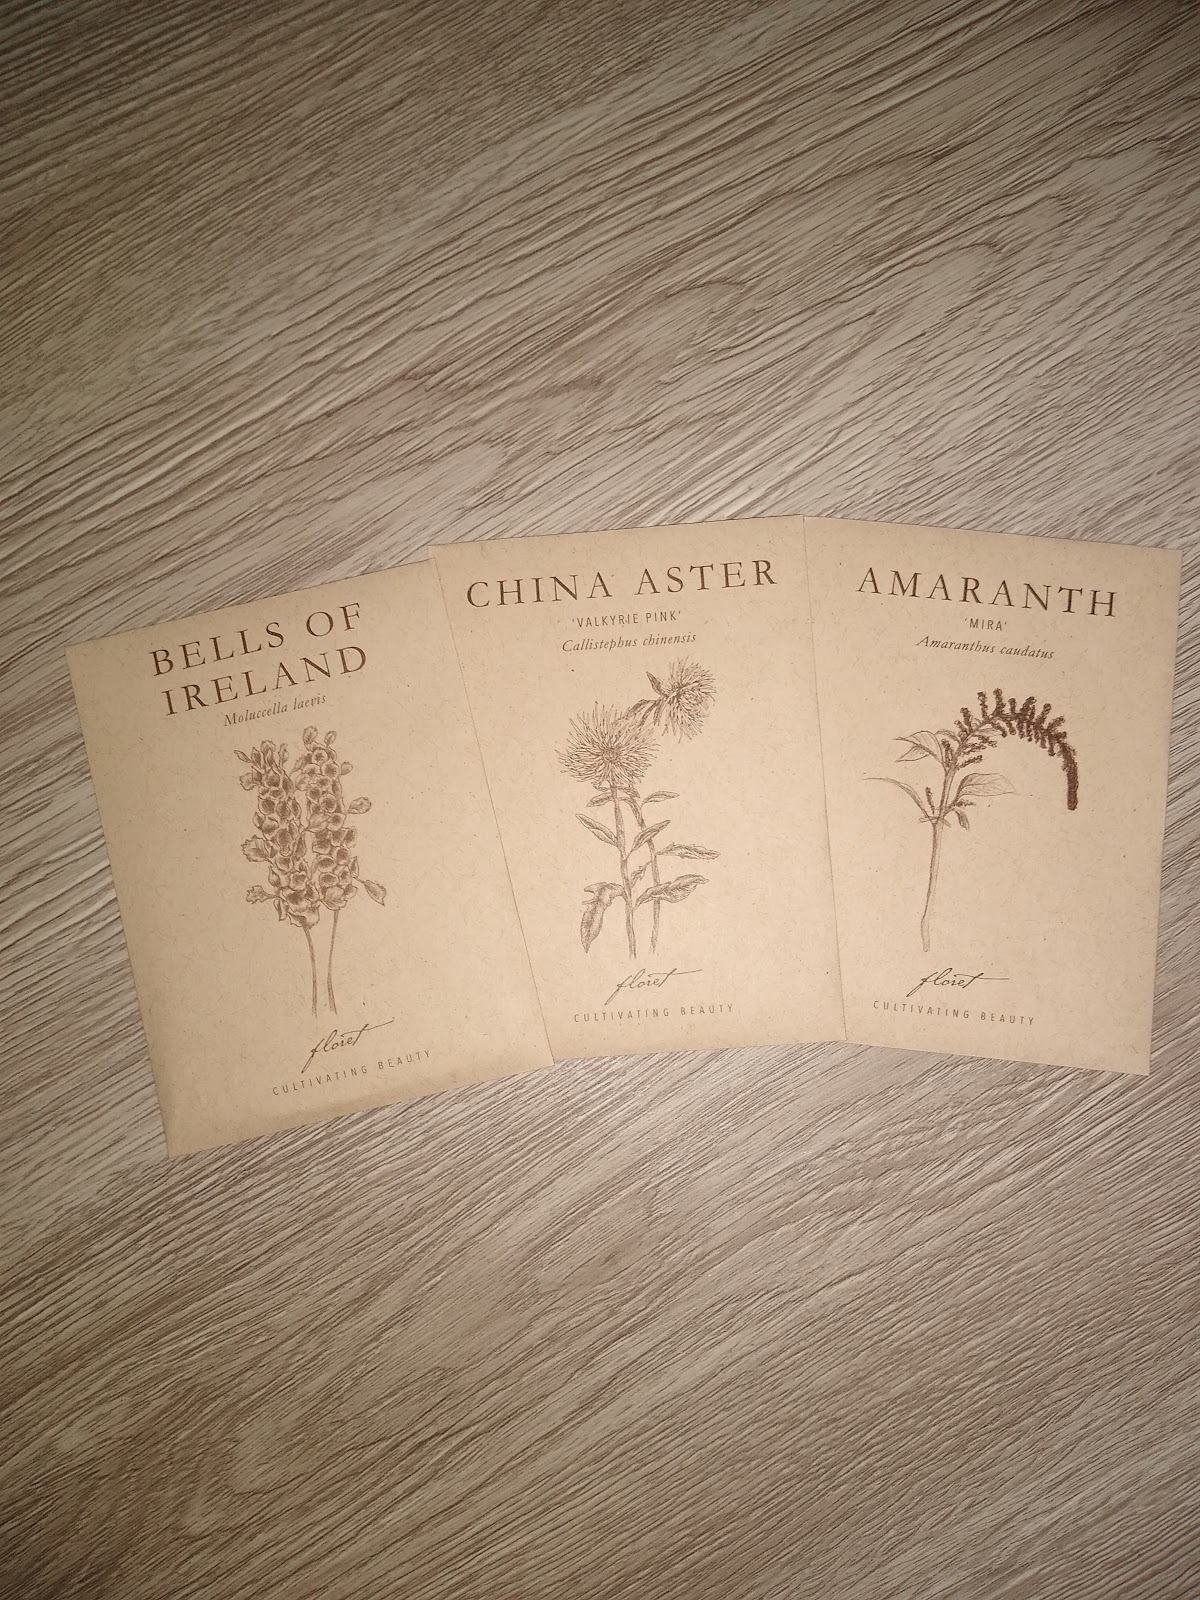 BELLS OF
IRELAND
Moluccella laevis
floret
CULTIVATING BEAUTY
CHINA ASTER
'VALKYRIE PINK'
Callistephus chinensis
floret
CULTIVATING BEAUTY
AMARANTH
'MIRA'
Amaranthus caudatus
floret
CULTIVATING BEAUTY